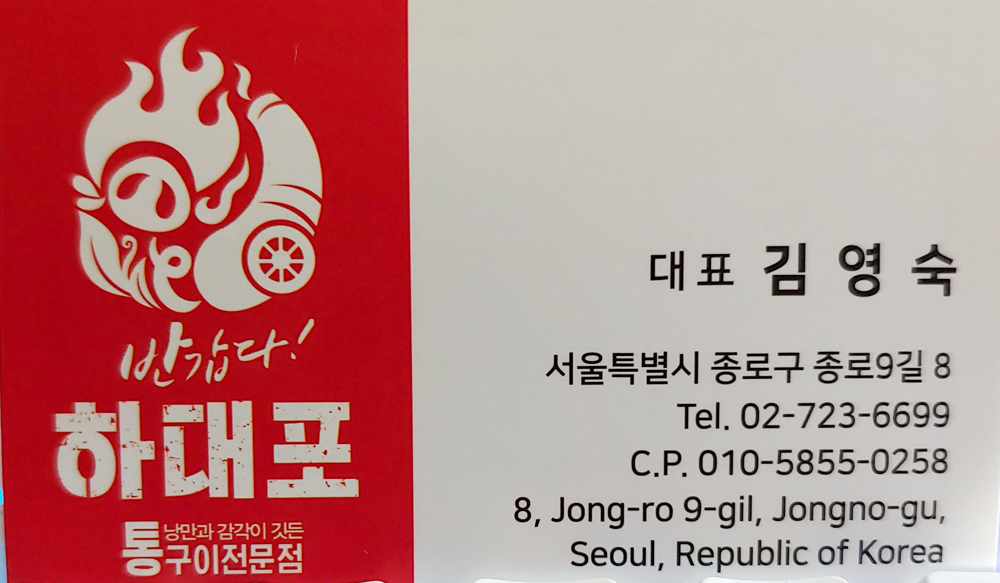 반갑다!
하대포
통
낭만과 감각이 깃든
구이전문점
대표 김영숙
서울특별시 종로구 종로9길 8
Tel. 02-723-6699
C.P. 010-5855-0258
8, Jong-ro 9-gil, Jongno-gu,
Seoul, Republic of Korea